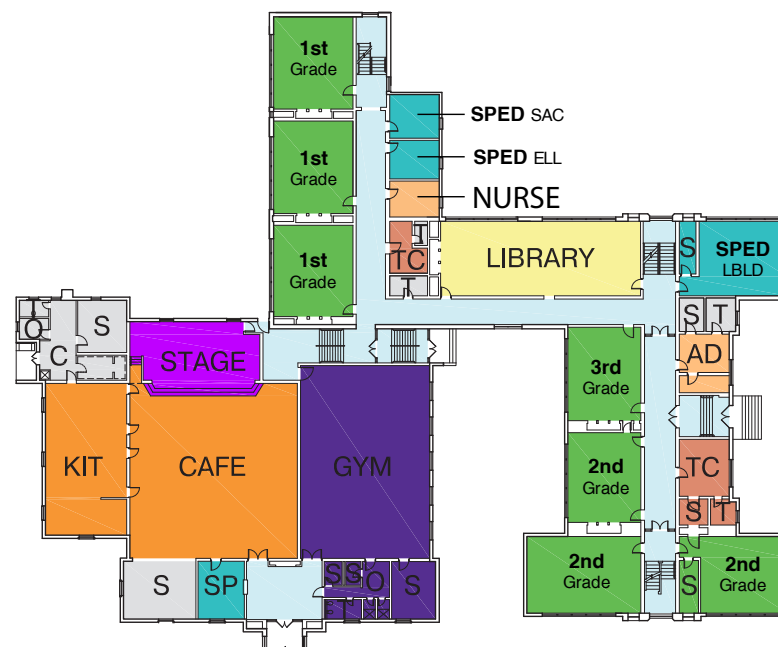 1st
Grade
SPED SAC
1st
Grade
SPED ELL
NURSE
1st
Grade
T
TC
T
LIBRARY
S
SPED
LBLD
O
S
C
STAGE
S
T
AD
3rd
Grade
KIT
CAFE
GYM
2nd
Grade
TC
S
T
S
SP
S
S
O
S
T
2nd
Grade
S
2nd
Grade